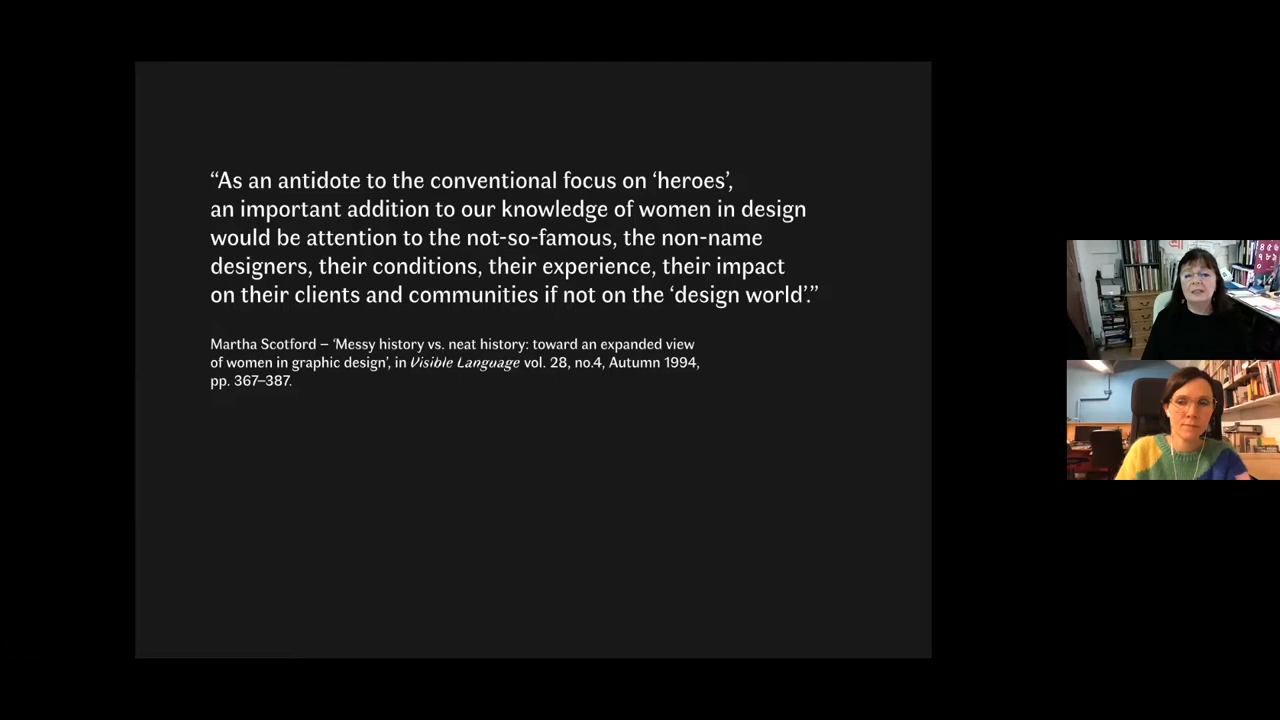 “As an antidote to the conventional focus on ‘heroes’,
an important addition to our knowledge of women in design
would be attention to the not-so-famous, the non-name
designers, their conditions, their experience, their impact
on their clients and communities if not on the ‘design world’.”
Martha Scotford – ‘Messy history vs. neat history: toward an expanded view
of women in graphic design’, in Visible Language vol. 28, no.4, Autumn 1994,
pp. 367–387.